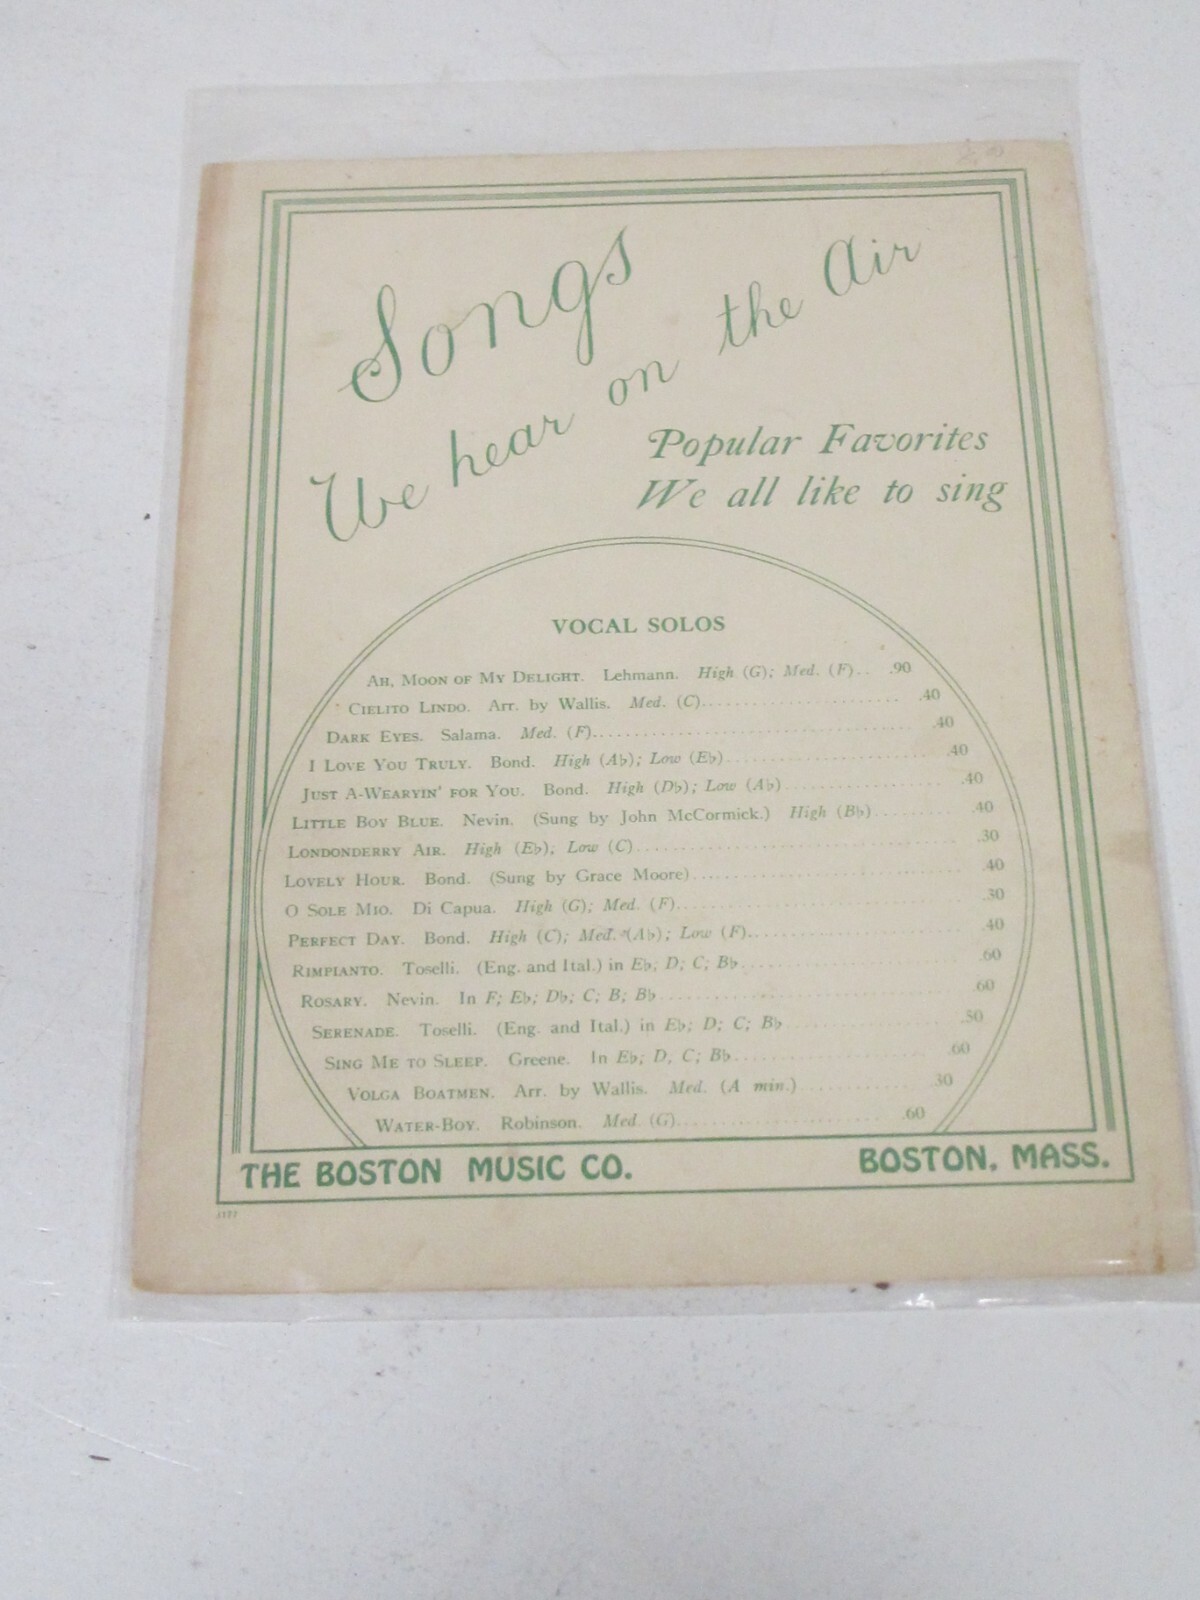 Songs
We hear on the Air
Popular Favorites
We all like to sing
VOCAL SOLOS
AH, MOON OF MY DELIGHT. Lehmann. High (G); Med. (F).. .90
CIELITO LINDO. Arr. by Wallis. Med. (C)........................ .40
DARK EYES. Salama. Med. (F)........................................ .40
I LOVE YOU TRULY. Bond. High (A♭); Low (E♭)........................ .40
JUST A-WEARYIN' FOR YOU. Bond. High (D♭); Low (A♭)................ .40
LITTLE BOY BLUE. Nevin. (Sung by John McCormick.) High (B♭).......... .40
LONDONDERRY AIR. High (E♭); Low (C)........................................ .30
LOVELY HOUR. Bond. (Sung by Grace Moore)................................ .40
O SOLE MIO. Di Capua. High (G); Med. (F)................................ .30
PERFECT DAY. Bond. High (C); Med. (A♭); Low (F)........................ .40
RIMPIANTO. Toselli. (Eng. and Ital.) in E♭; D; C; B♭........................ .60
ROSARY. Nevin. In F; E♭; D♭; C; B; B♭................................ .60
SERENADE. Toselli. (Eng. and Ital.) in E♭; D; C; B♭................ .50
SING ME TO SLEEP. Greene. In E♭; D, C; B♭........................ .60
VOLGA BOATMEN. Arr. by Wallis. Med. (A min.)................ .30
WATER-BOY. Robinson. Med. (G)........................ .60
THE BOSTON MUSIC CO. BOSTON, MASS.